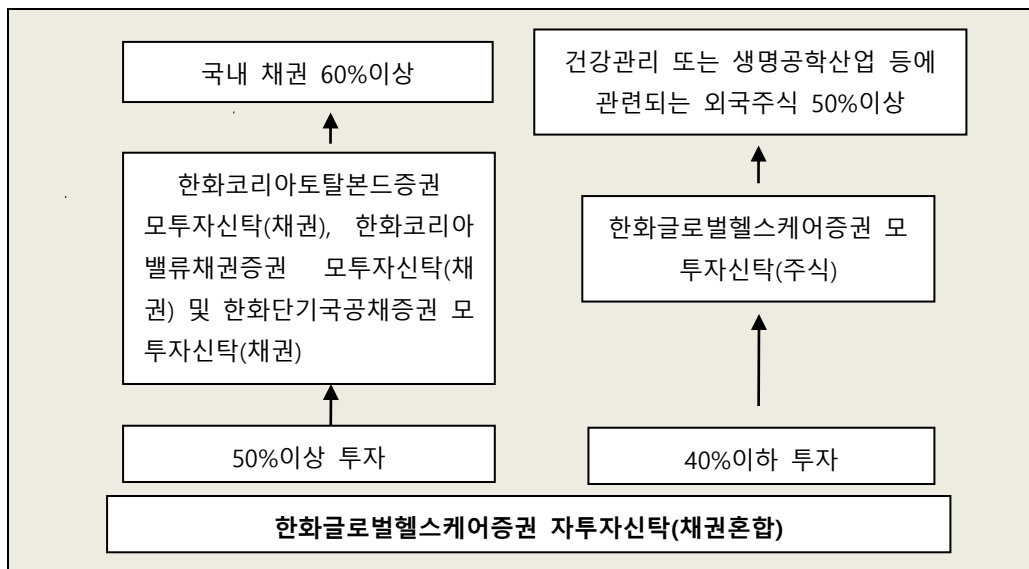 국내 채권 60%이상
건강관리 또는 생명공학산업 등에
관련되는 외국주식 50%이상
한화코리아토탈본드증권
모투자신탁(채권), 한화코리아
밸류채권증권 모투자신탁(채
권) 및 한화단기국공채증권 모
투자신탁(채권)
한화글로벌헬스케어증권 모
투자신탁(주식)
50%이상 투자
40%이하 투자
한화글로벌헬스케어증권 자투자신탁(채권혼합)